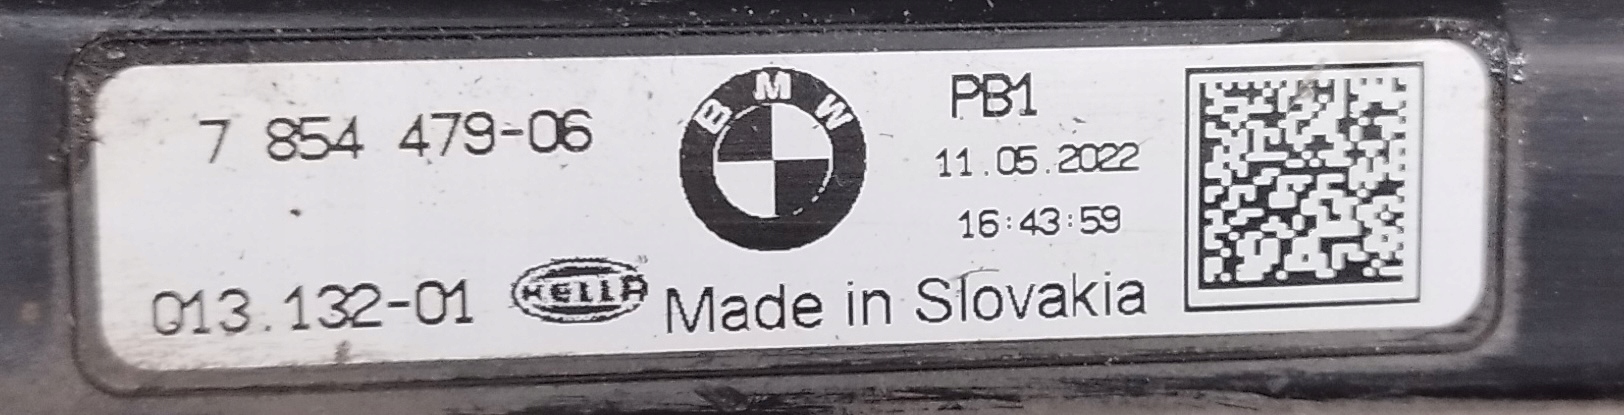 7 854 479-06
BMW
PB1
11.05.2022
16:43:59
013.132-01 HELLA Made in Slovakia